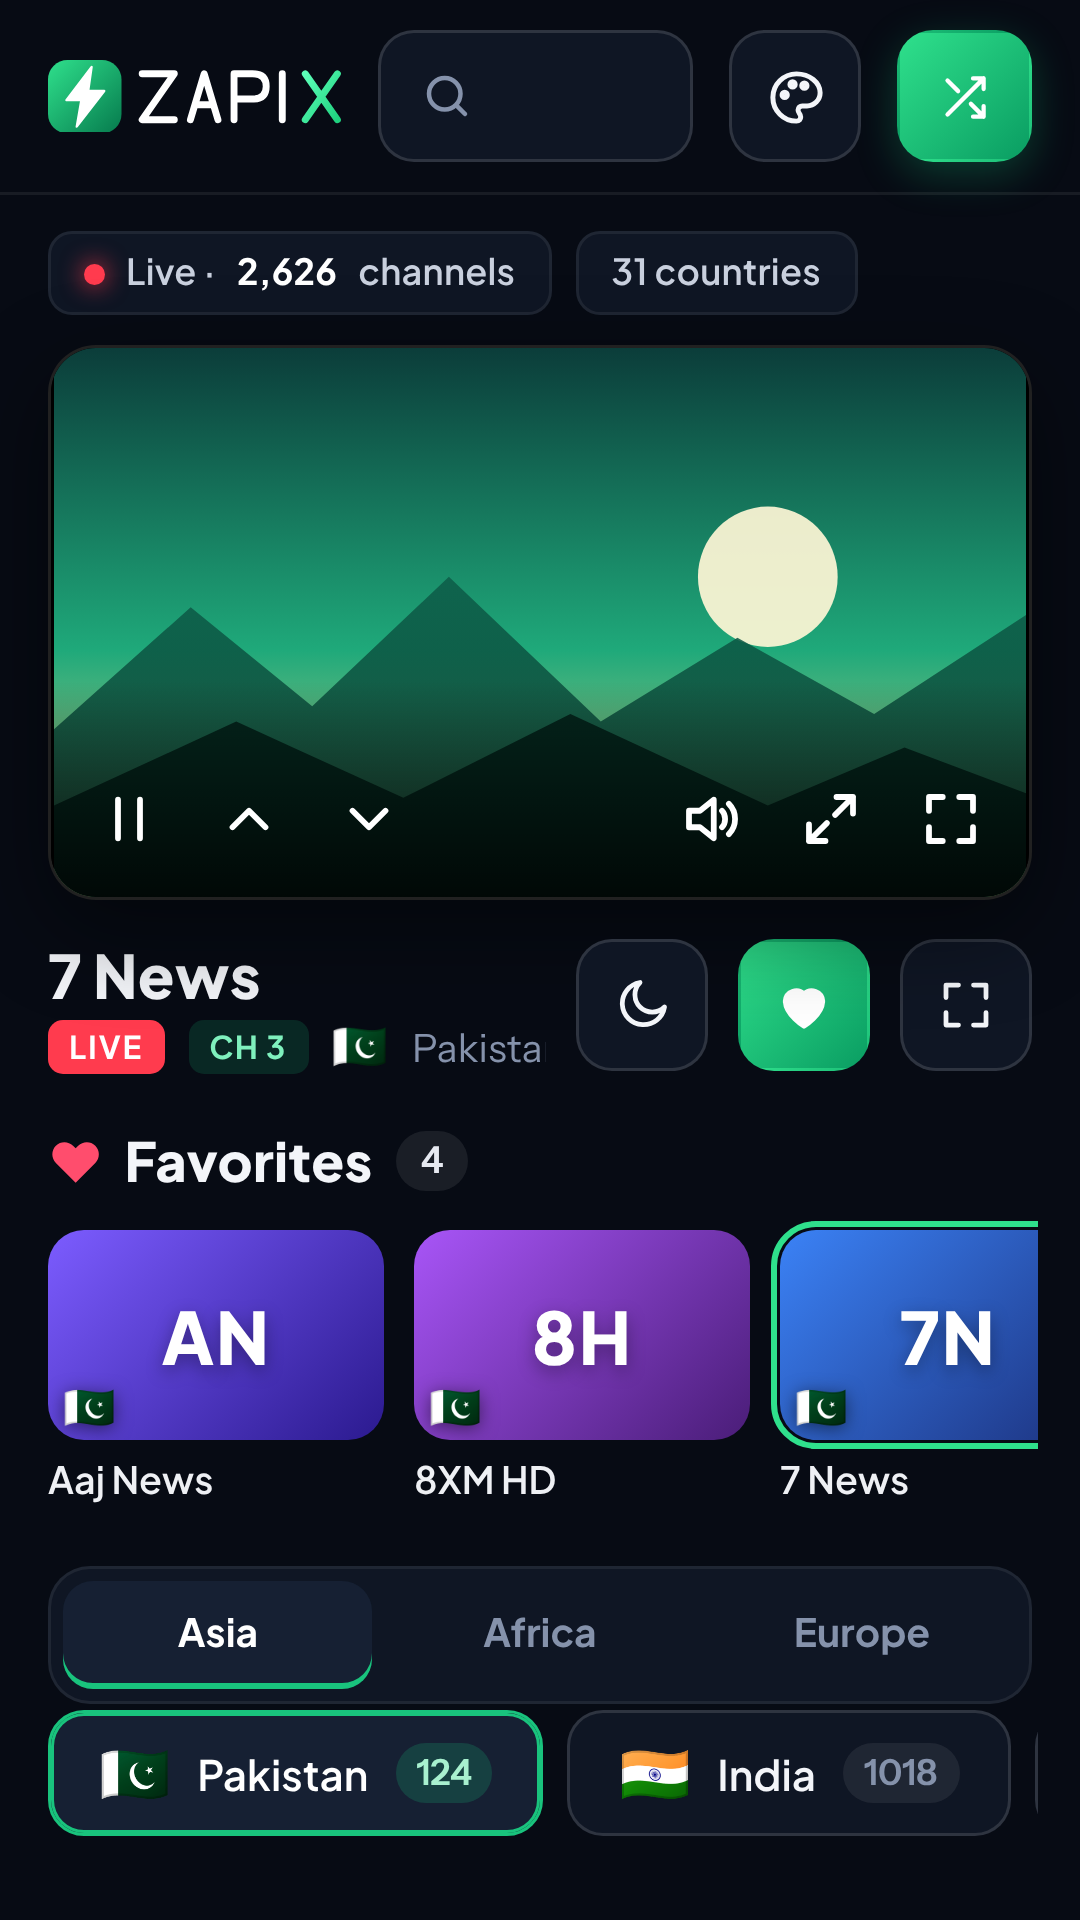 ZAPIX
Live · 2,626 channels
31 countries
7 News
LIVE
CH 3
Pakista
Favorites
4
AN
8H
7N
Aaj News
8XM HD
7 News
Asia
Africa
Europe
Pakistan
124
India
1018